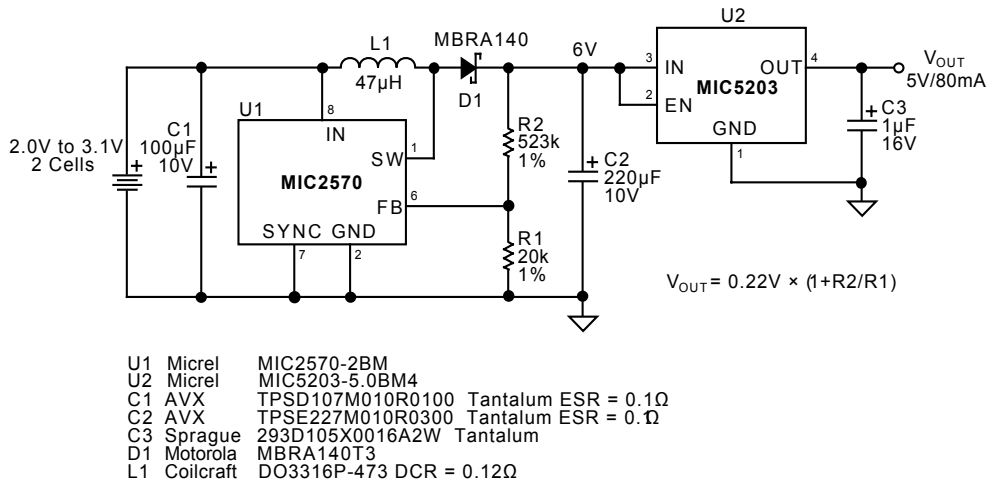 U2
L1
MBRA140
6V
47µH
D1
3
IN
OUT
4
MIC5203
2
EN
GND
1
V_OUT
5V/80mA
C3
1µF
16V
U1
8
IN
C1
100µF
10V
2.0V to 3.1V
2 Cells
SW
1
MIC2570
FB
6
SYNC GND
7
2
R2
523k
1%
C2
220µF
10V
R1
20k
1%
V_OUT = 0.22V × (1+R2/R1)
U1 Micrel MIC2570-2BM
U2 Micrel MIC5203-5.0BM4
C1 AVX TPSD107M010R0100 Tantalum ESR = 0.1Ω
C2 AVX TPSE227M010R0300 Tantalum ESR = 0.1Ω
C3 Sprague 293D105X0016A2W Tantalum
D1 Motorola MBRA140T3
L1 Coilcraft DO3316P-473 DCR = 0.12Ω